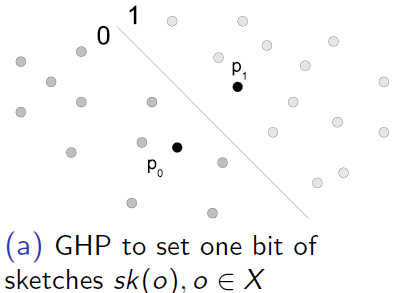 1
0
p₁
p₀
(a) GHP to set one bit of
sketches sk(o), o ∈ X